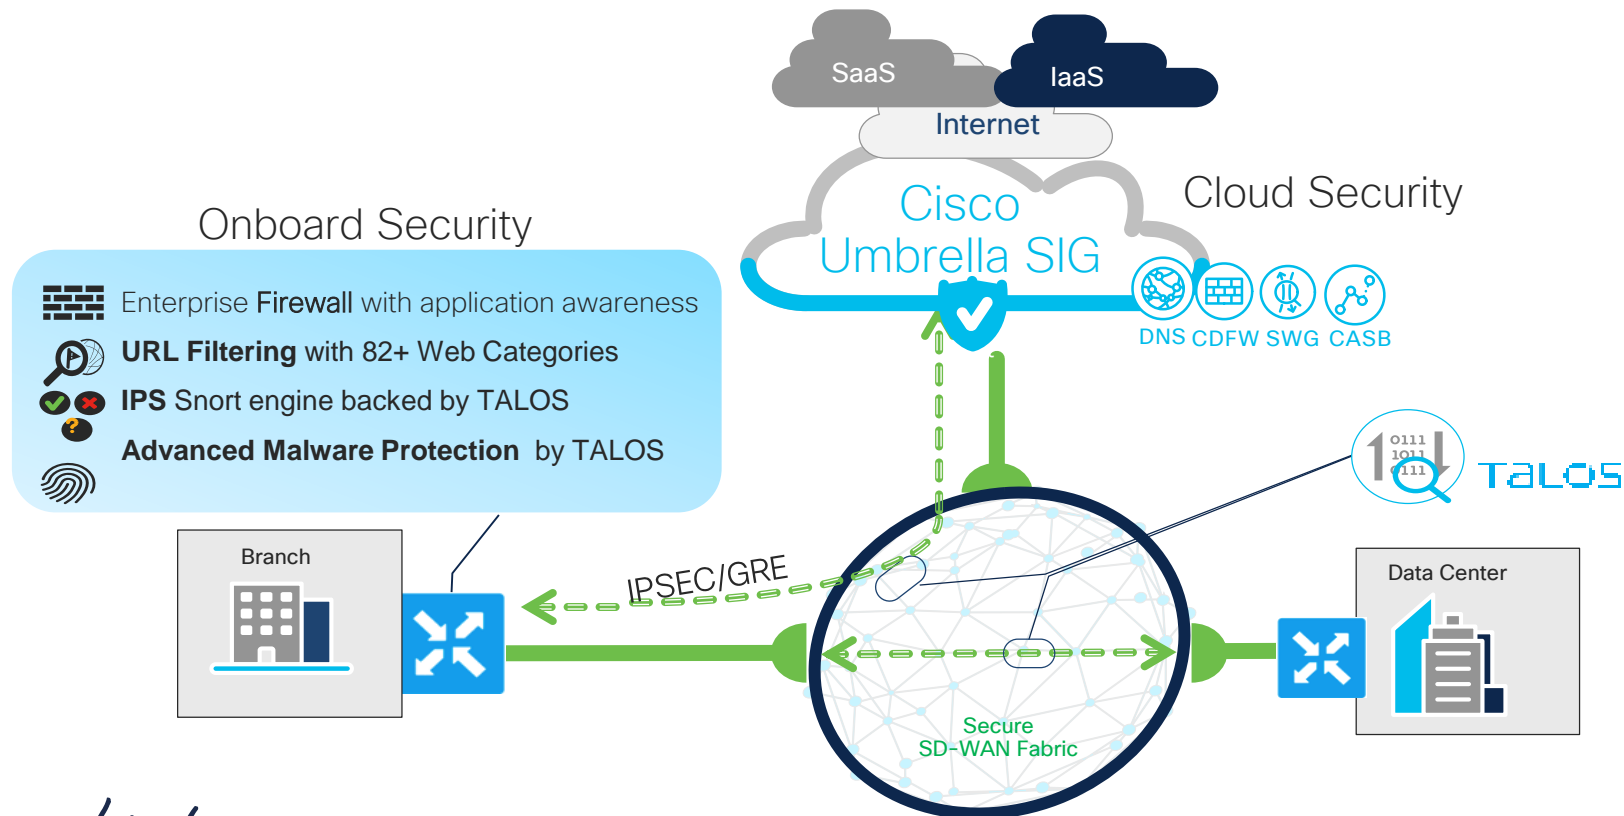 SaaS
IaaS
Internet
Cloud Security
Cisco
Umbrella SIG
DNS CDFW SWG CASB
Onboard Security
Enterprise Firewall with application awareness
URL Filtering with 82+ Web Categories
IPS Snort engine backed by TALOS
Advanced Malware Protection by TALOS
0111
1011
0111
TALOS
Branch
IPSEC/GRE
Data Center
Secure
SD-WAN Fabric